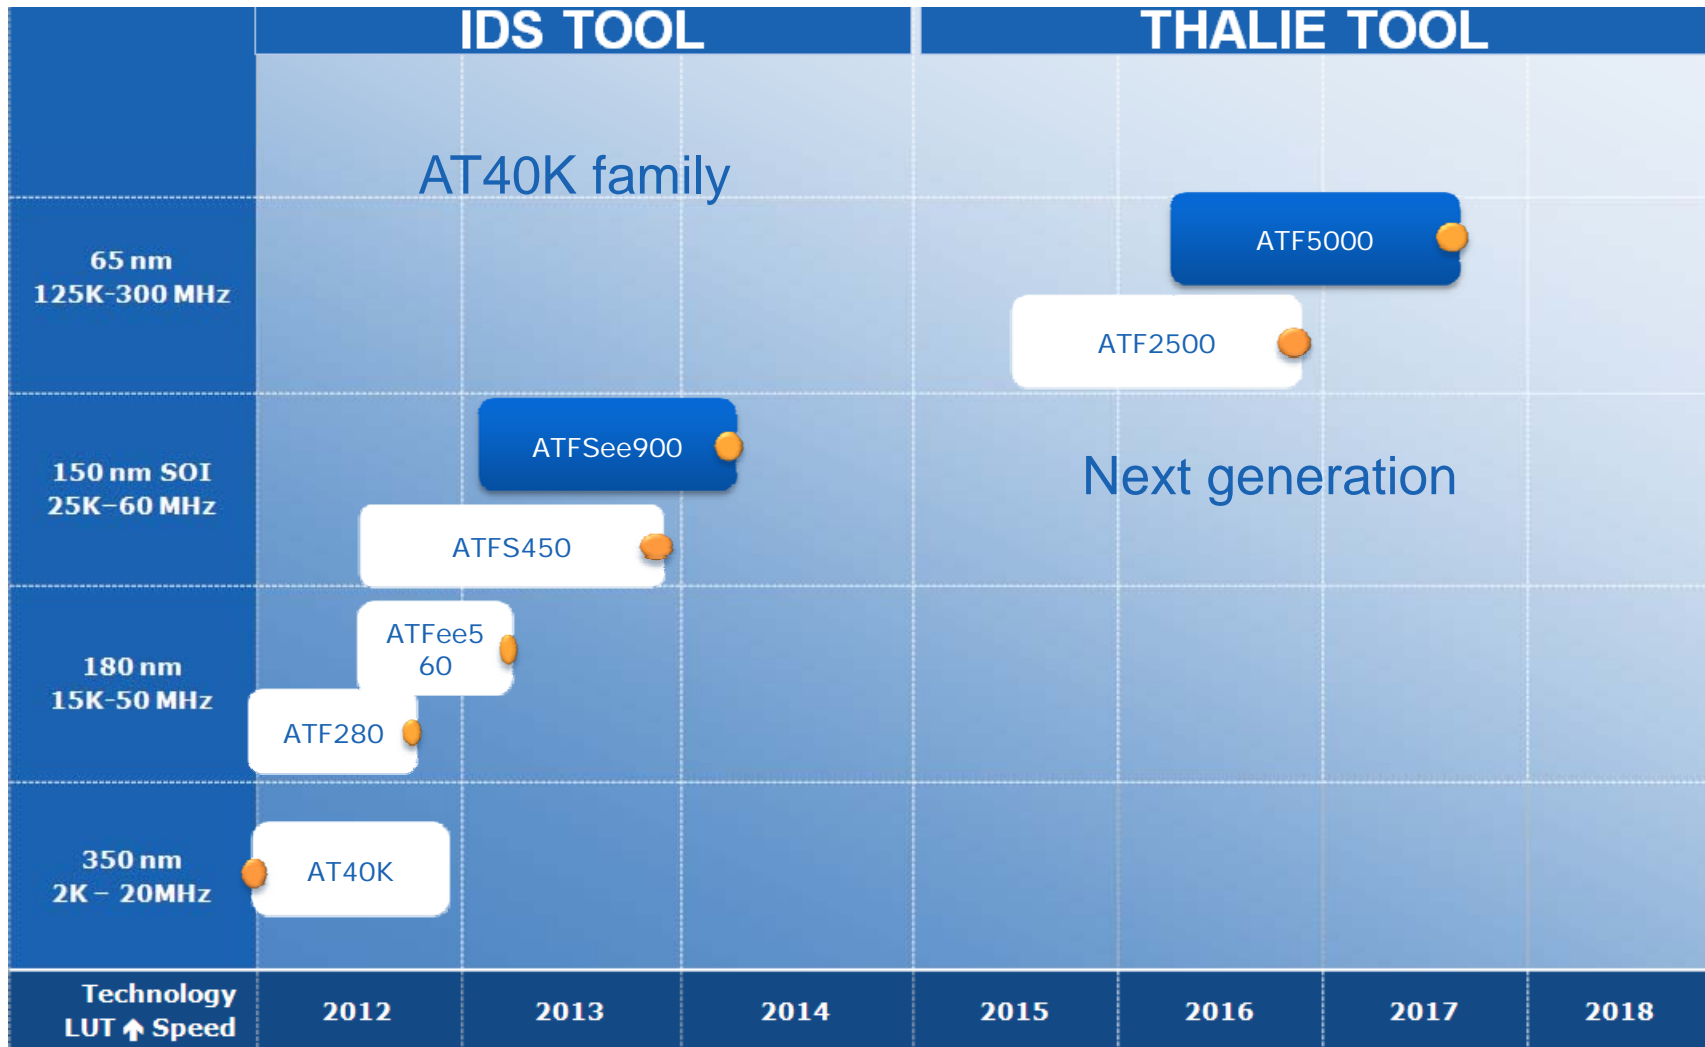 IDS TOOL
THALIE TOOL
AT40K family
65 nm
125K-300 MHz
ATF5000
ATF2500
150 nm SOI
25K-60 MHz
ATFSee900
Next generation
ATFS450
180 nm
15K-50 MHz
ATFee5
60
ATF280
350 nm
2K – 20MHz
AT40K
Technology
LUT ↑ Speed
2012
2013
2014
2015
2016
2017
2018